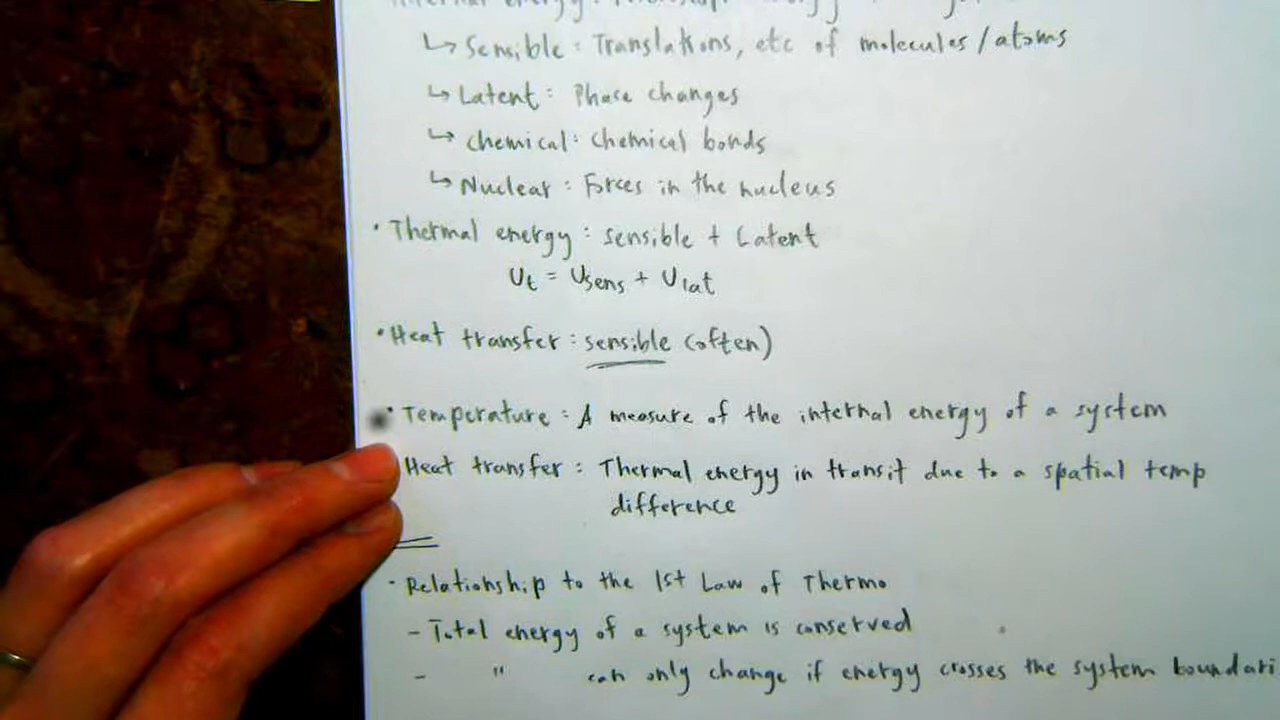 Internal energy:
↳ Sensible: Translations, etc of molecules/atoms
↳ Latent: Phase changes
↳ chemical: chemical bonds
↳ Nuclear: Forces in the nucleus
· Thermal energy: sensible + Latent
Ut = Usens + Ulat
· Heat transfer: sensible (often)
· Temperature: A measure of the internal energy of a system
Heat transfer: Thermal energy in transit due to a spatial temp
difference
· Relationship to the 1st Law of Thermo
- Total energy of a system is conserved
- " can only change if energy crosses the system boundari